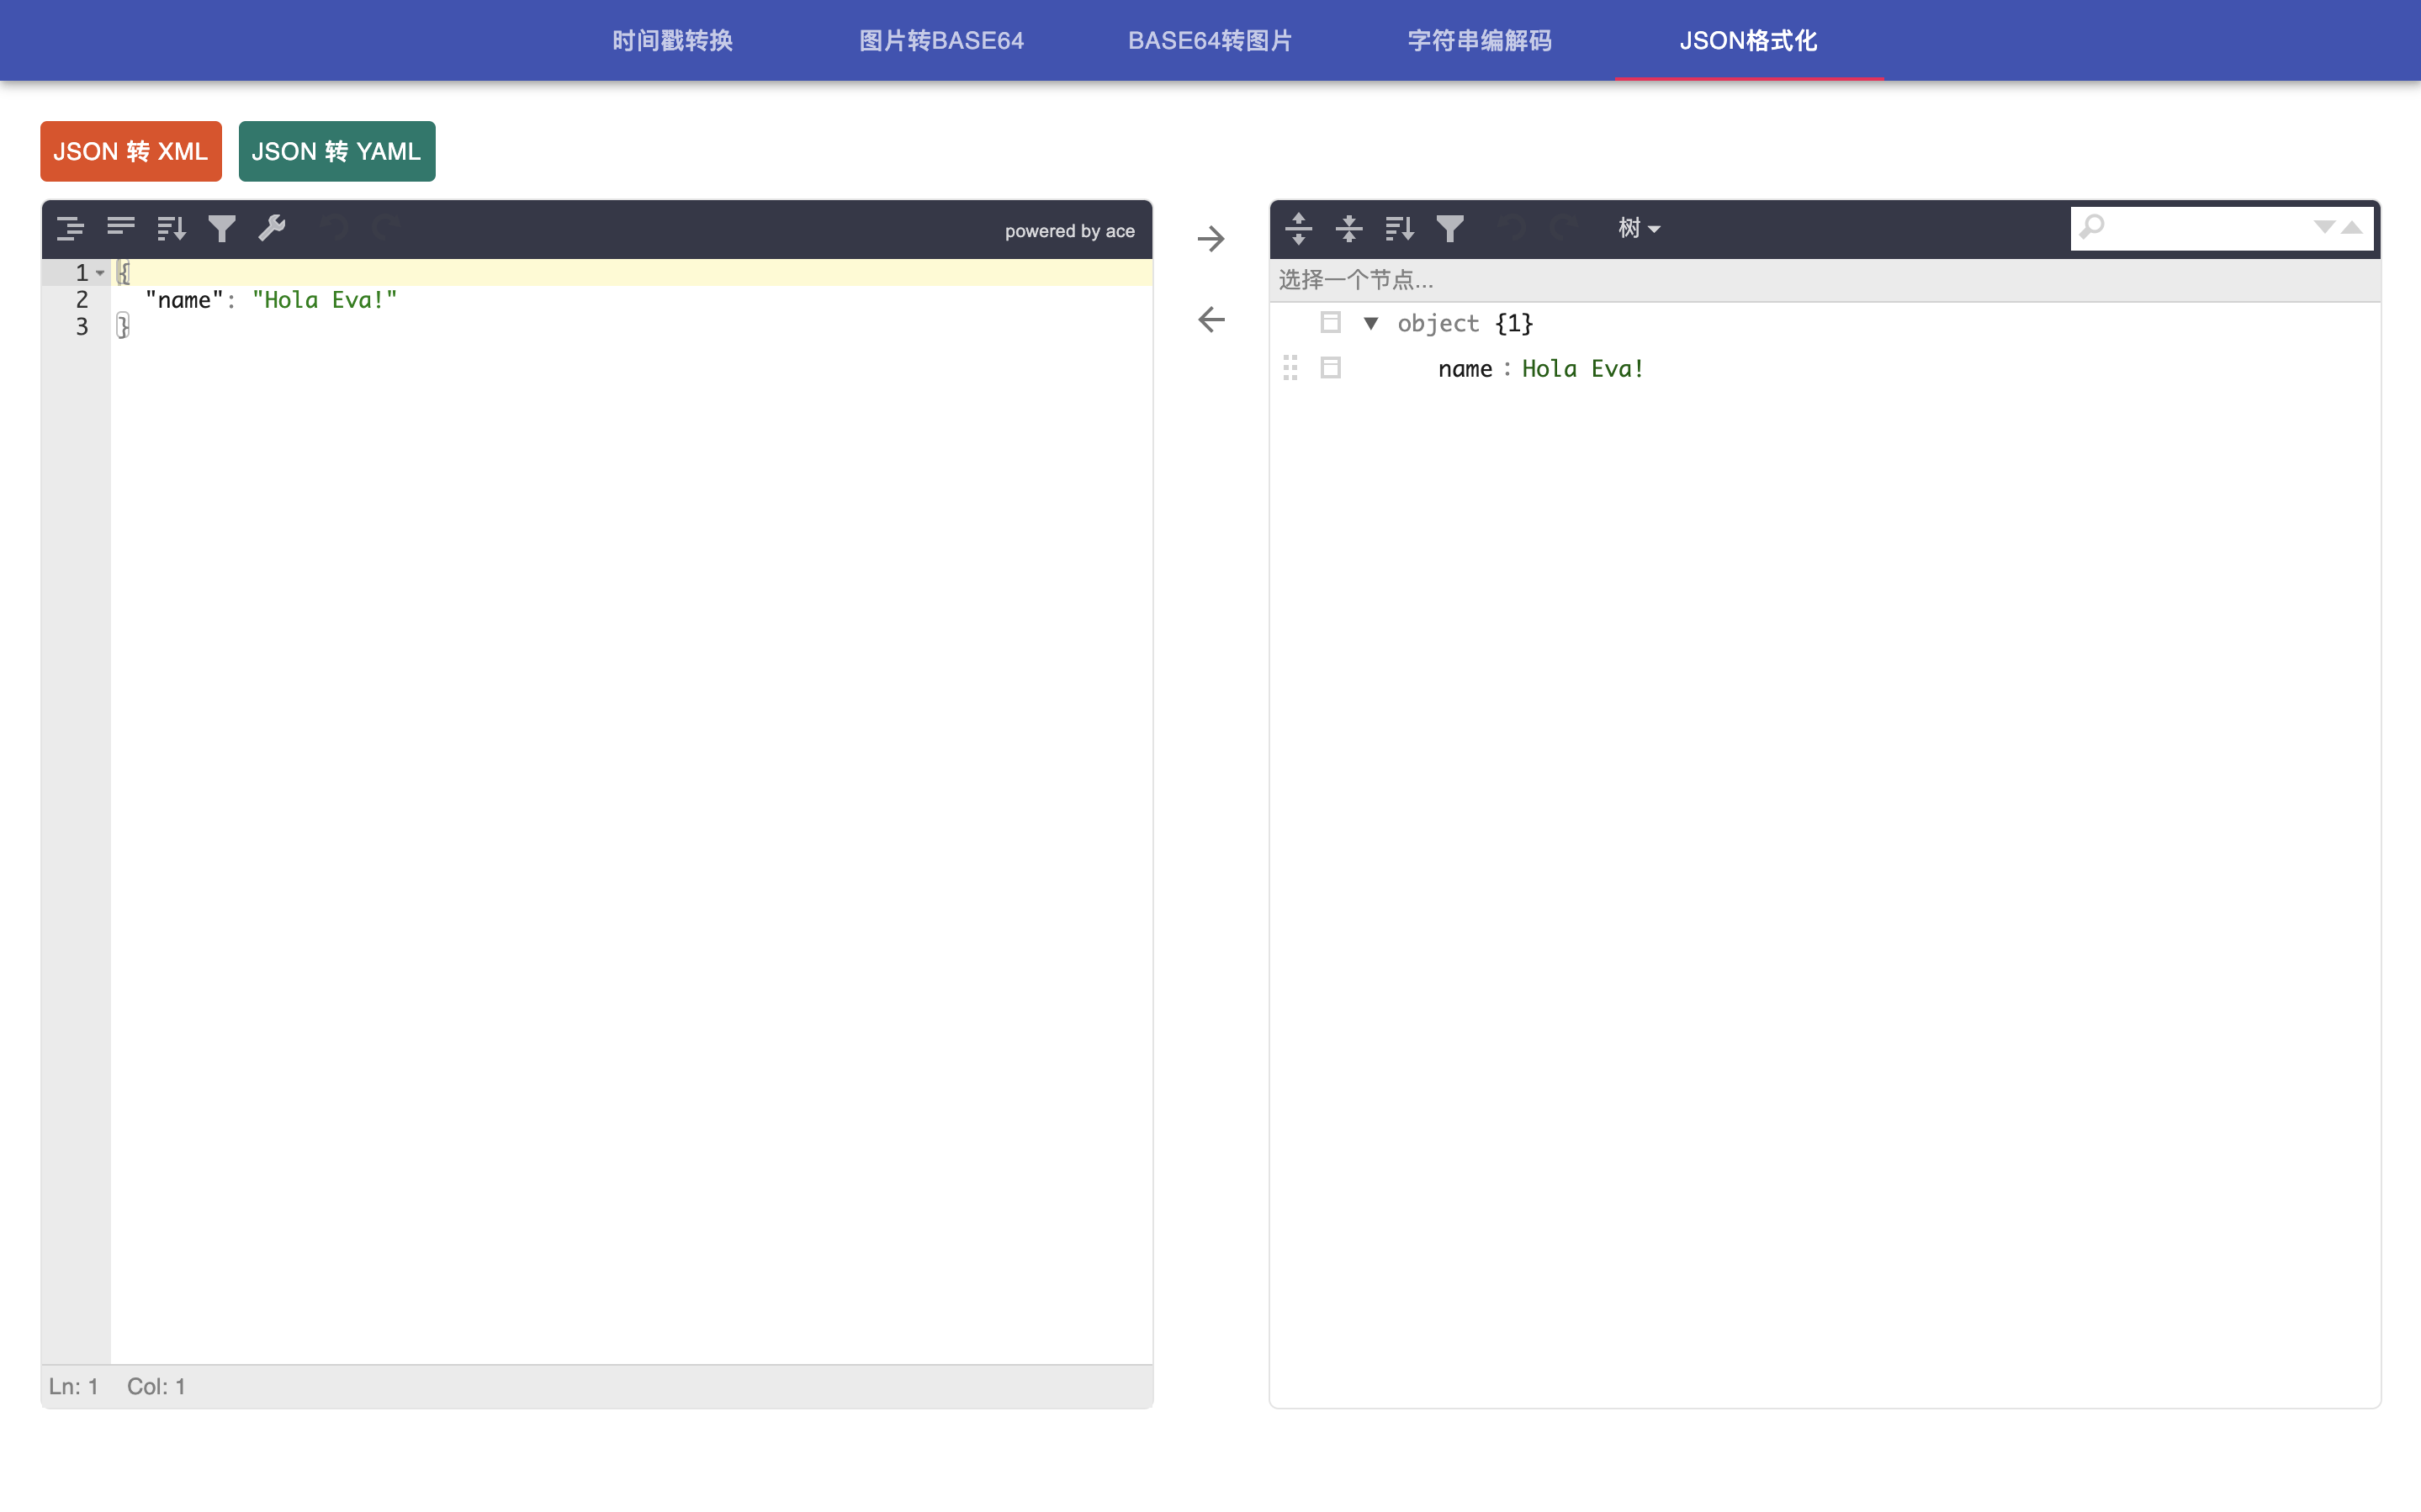 时间戳转换 图片转BASE64 BASE64转图片 字符串编解码 JSON格式化
JSON 转 XML JSON 转 YAML
powered by ace
1 {
2 "name": "Hola Eva!"
3 }
Ln: 1 Col: 1
树
选择一个节点...
object {1}
name : Hola Eva!